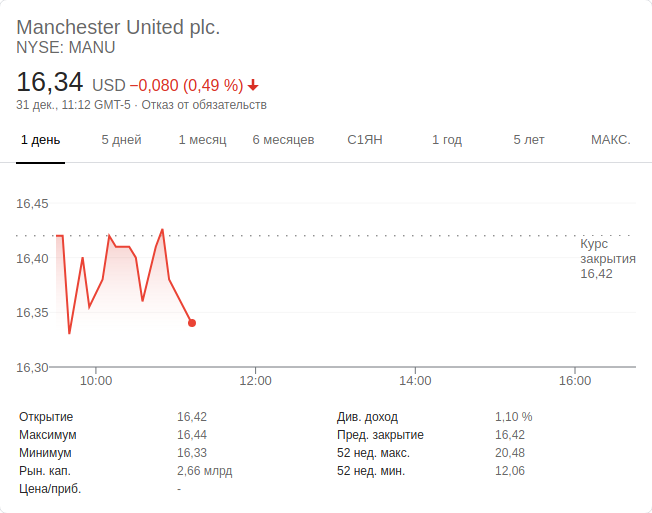 Manchester United plc.
NYSE: MANU
16,34 USD −0,080 (0,49 %)
31 дек., 11:12 GMT-5 · Отказ от обязательств
1 день 5 дней 1 месяц 6 месяцев С1ЯН 1 год 5 лет МАКС.
16,45
16,40
16,35
16,30
Курс
закрытия
16,42
10:00 12:00 14:00 16:00
Открытие 16,42 Див. доход 1,10 %
Максимум 16,44 Пред. закрытие 16,42
Минимум 16,33 52 нед. макс. 20,48
Рын. кап. 2,66 млрд 52 нед. мин. 12,06
Цена/приб. -